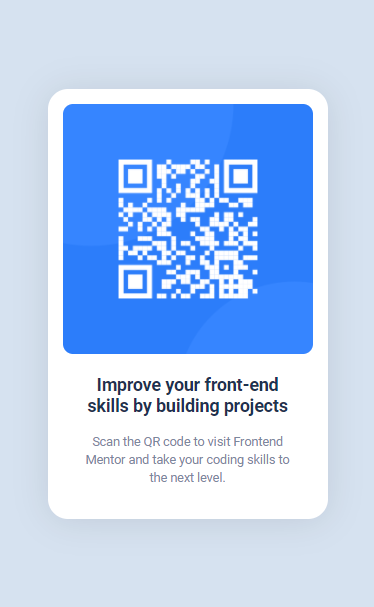 Improve your front-end
skills by building projects
Scan the QR code to visit Frontend
Mentor and take your coding skills to
the next level.